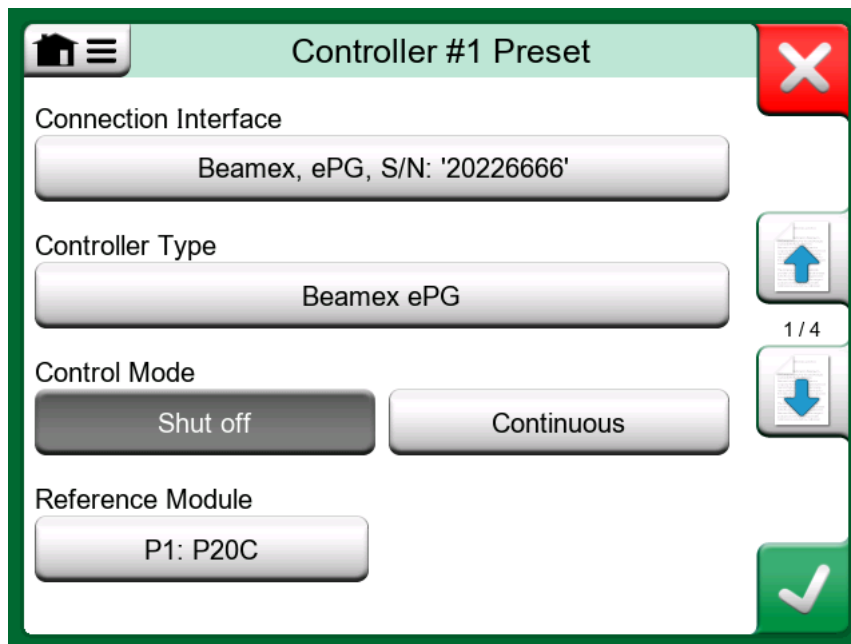 Controller #1 Preset
Connection Interface
Beamex, ePG, S/N: '20226666'
Controller Type
Beamex ePG
1 / 4
Control Mode
Shut off
Continuous
Reference Module
P1: P20C